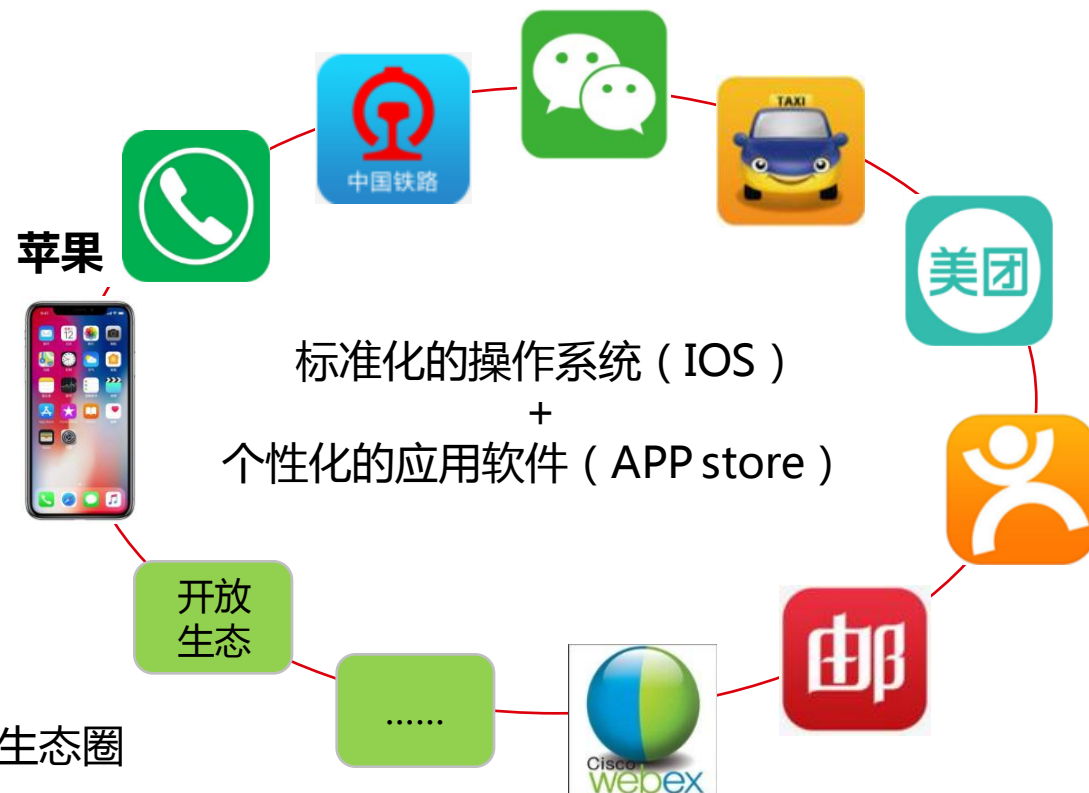 TAXI
中国铁路
美团
苹果
标准化的操作系统（IOS）
+
个性化的应用软件（APP store）
开放
生态
邮
......
Cisco
webex
生态圈